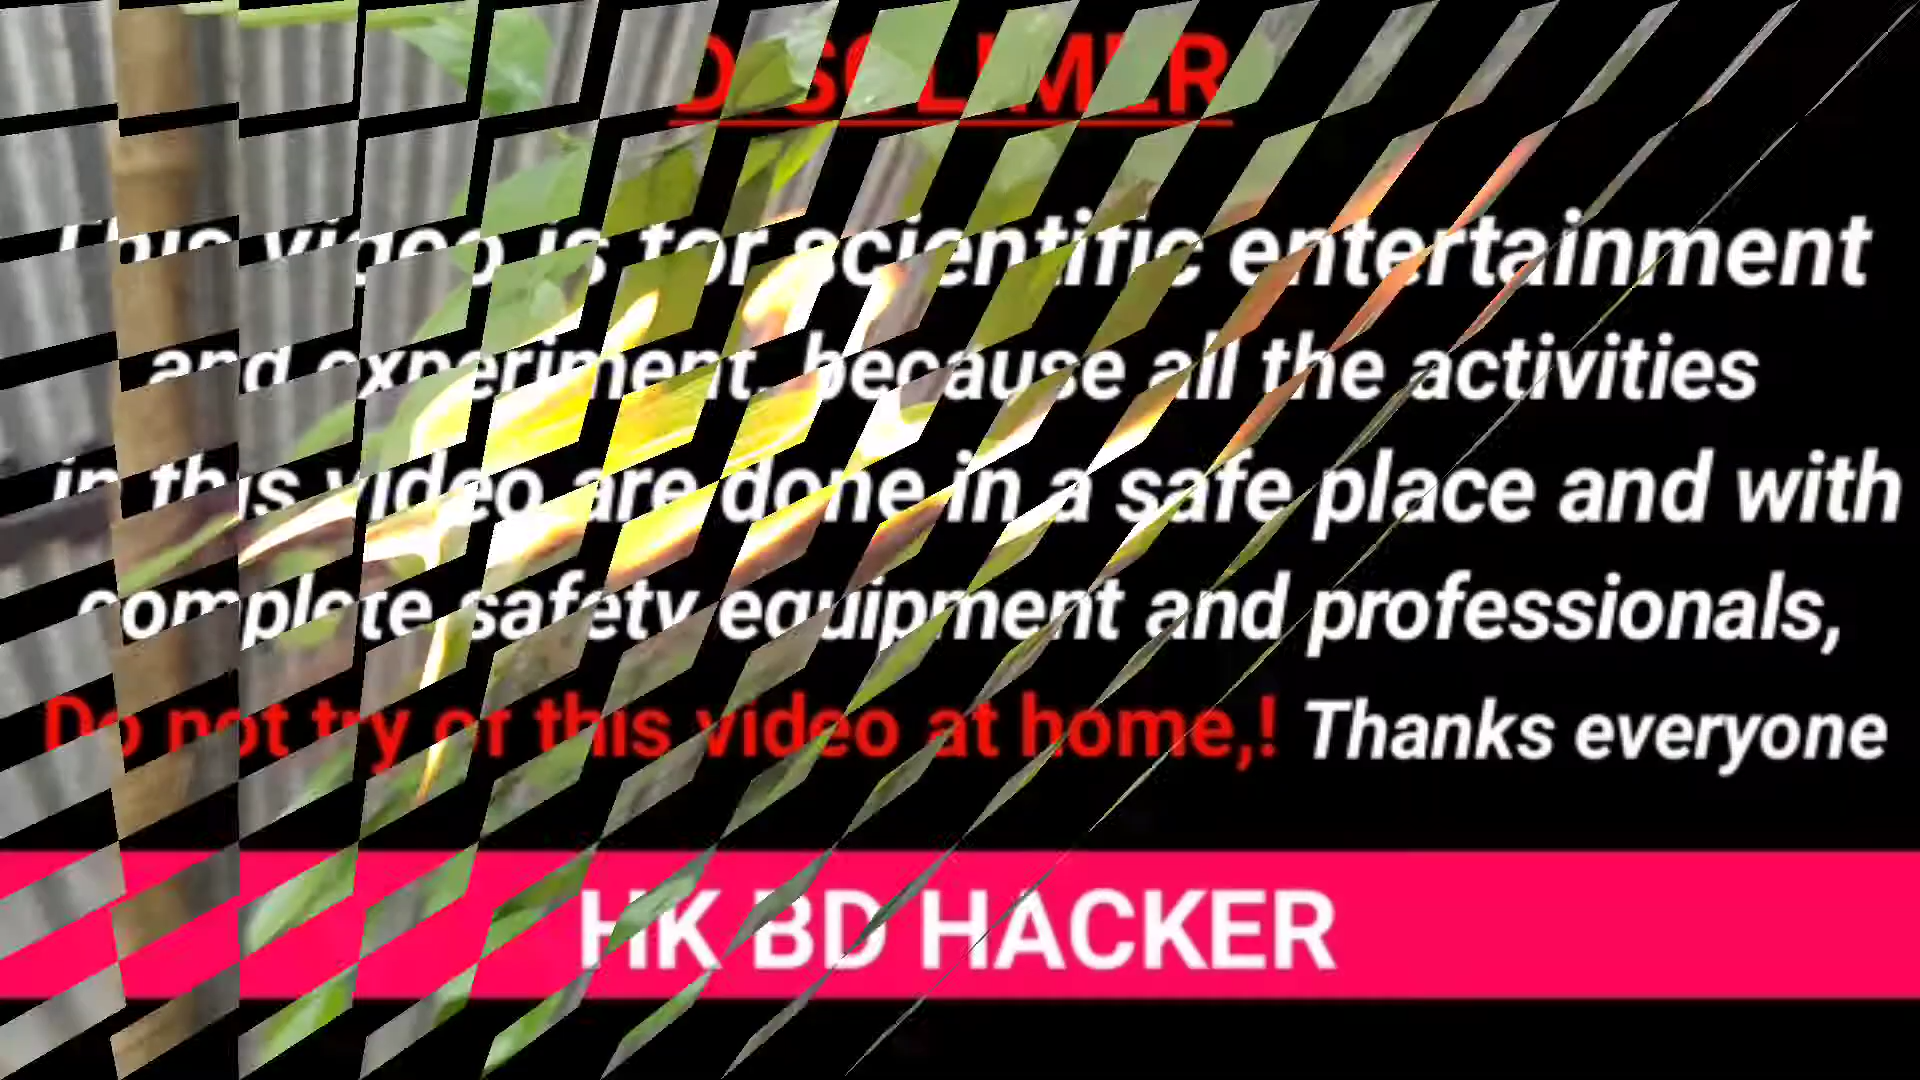 DISCLIMER
This video is for scientific entertainment
and experiment. because all the activities
in this video are done in a safe place and with
complete safety equipment and professionals,
Do not try of this video at home,! Thanks everyone
HK BD HACKER